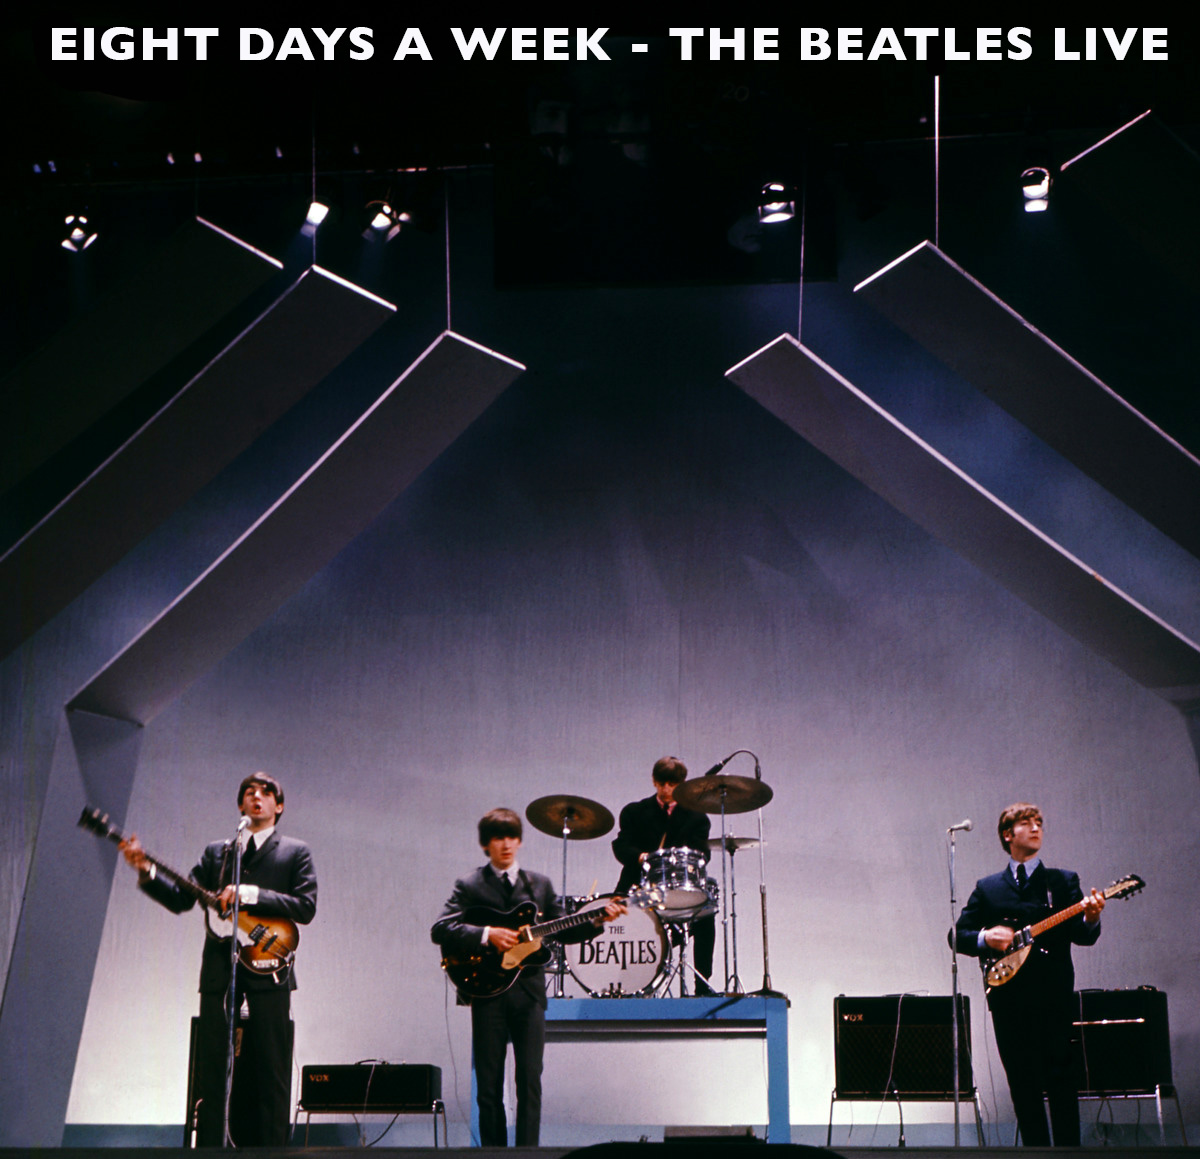 EIGHT DAYS A WEEK - THE BEATLES LIVE
THE
BEATLES
VOX
VOX